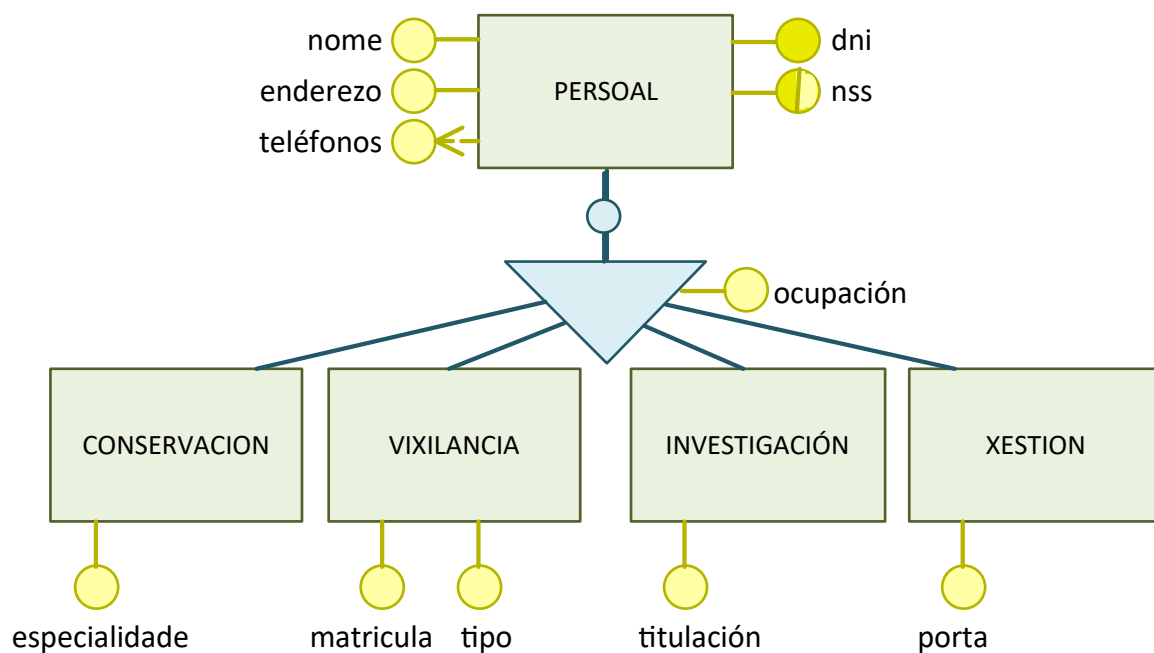 nome
dni
enderezo
PERSOAL
nss
teléfonos
ocupación
CONSERVACION
VIXILANCIA
INVESTIGACIÓN
XESTION
especialidade
matricula
tipo
titulación
porta